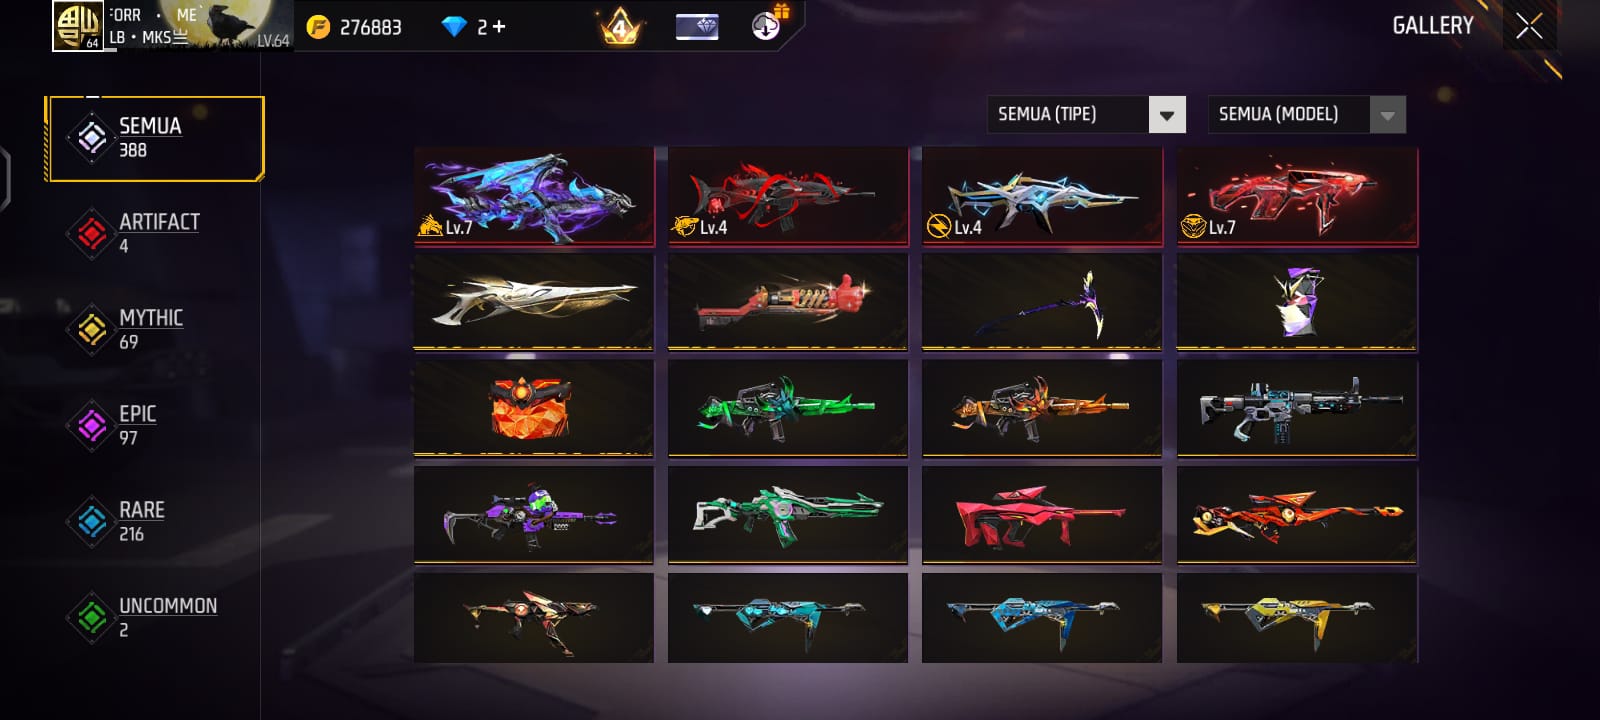 FORR • ME`
LB • MKS
64
LV.64
276883
2 +
4
GALLERY
SEMUA
388
ARTIFACT
4
MYTHIC
69
EPIC
97
RARE
216
UNCOMMON
2
SEMUA (TIPE)
SEMUA (MODEL)
Lv.7
Lv.4
Lv.4
Lv.7